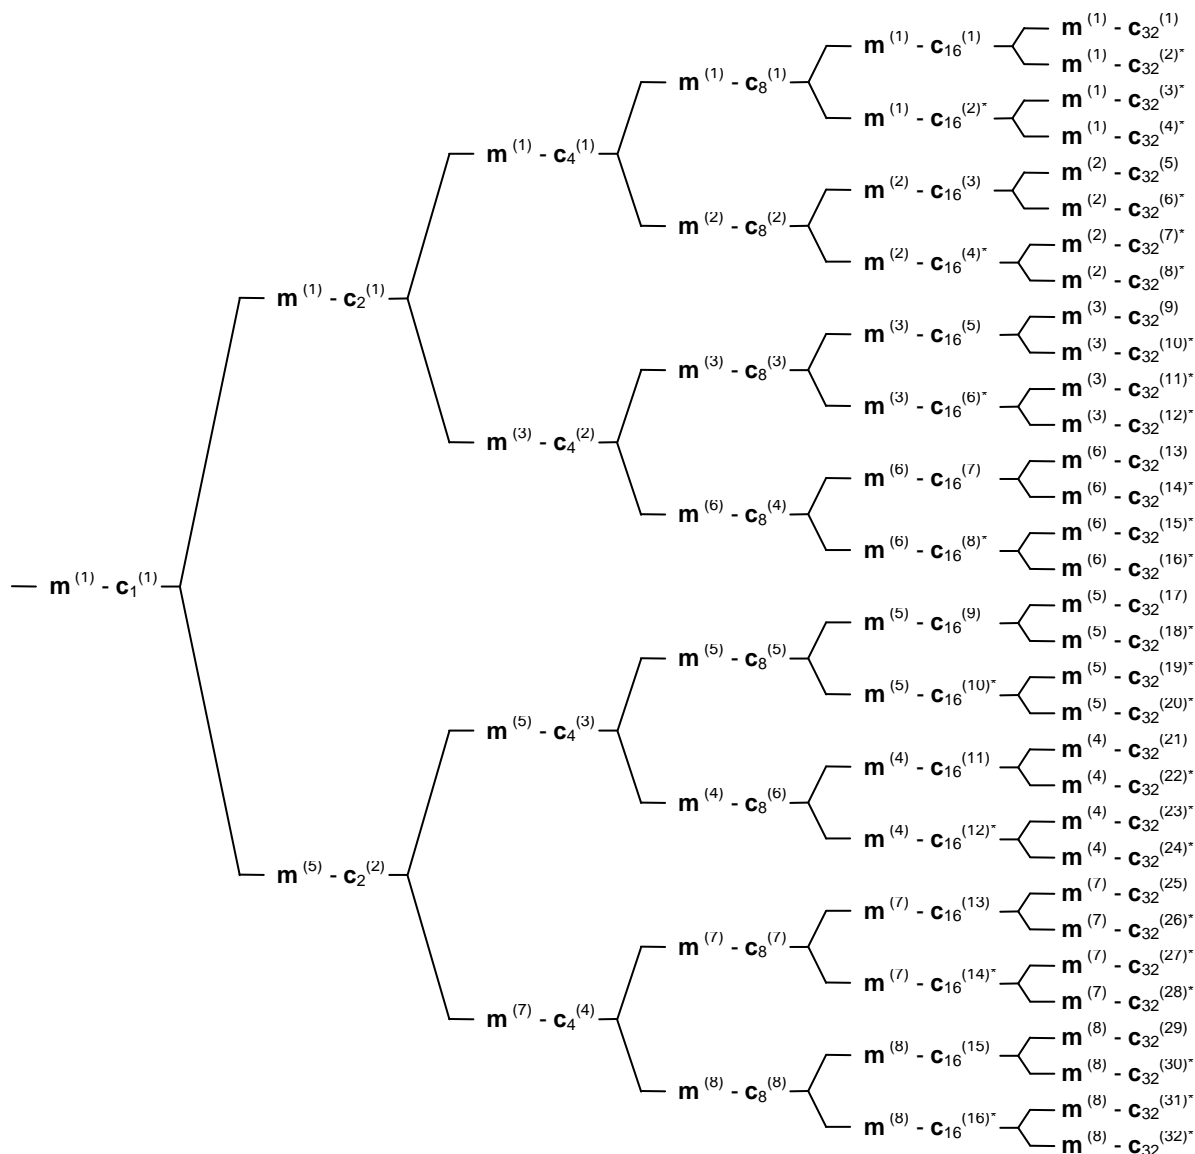 m(1) - c32(1)
m(1) - c16(1)
m(1) - c32(2)*
m(1) - c8(1)
m(1) - c32(3)*
m(1) - c16(2)*
m(1) - c32(4)*
m(1) - c4(1)
m(2) - c32(5)
m(2) - c16(3)
m(2) - c32(6)*
m(2) - c8(2)
m(2) - c32(7)*
m(2) - c16(4)*
m(2) - c32(8)*
m(1) - c2(1)
m(3) - c32(9)
m(3) - c16(5)
m(3) - c32(10)*
m(3) - c8(3)
m(3) - c32(11)*
m(3) - c16(6)*
m(3) - c32(12)*
m(3) - c4(2)
m(6) - c32(13)
m(6) - c16(7)
m(6) - c32(14)*
m(6) - c8(4)
m(6) - c32(15)*
m(6) - c16(8)*
m(6) - c32(16)*
m(1) - c1(1)
m(5) - c32(17)
m(5) - c16(9)
m(5) - c32(18)*
m(5) - c8(5)
m(5) - c32(19)*
m(5) - c16(10)*
m(5) - c32(20)*
m(5) - c4(3)
m(4) - c32(21)
m(4) - c16(11)
m(4) - c32(22)*
m(4) - c8(6)
m(4) - c32(23)*
m(4) - c16(12)*
m(4) - c32(24)*
m(5) - c2(2)
m(7) - c32(25)
m(7) - c16(13)
m(7) - c32(26)*
m(7) - c8(7)
m(7) - c32(27)*
m(7) - c16(14)*
m(7) - c32(28)*
m(7) - c4(4)
m(8) - c32(29)
m(8) - c16(15)
m(8) - c32(30)*
m(8) - c8(8)
m(8) - c32(31)*
m(8) - c16(16)*
m(8) - c32(32)*